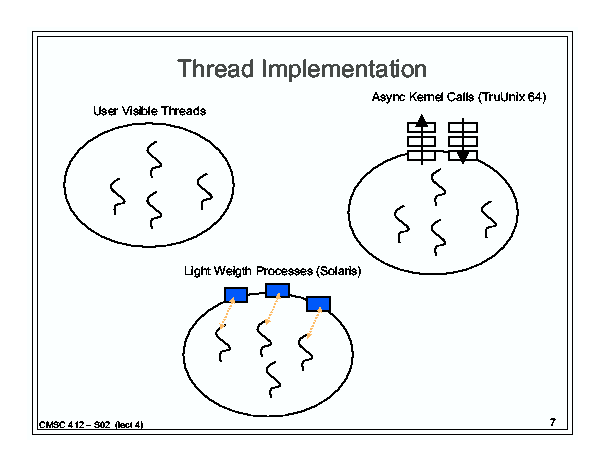 Thread Implementation
Async Kernel Calls (TruUnix 64)
User Visible Threads
Light Weigth Processes (Solaris)
CMSC 412 – S02 (lect 4)
7